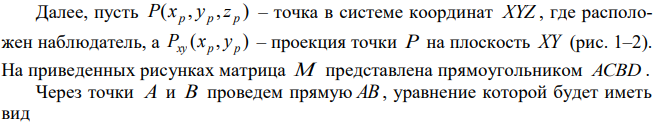 Далее, пусть P(x_p, y_p, z_p) – точка в системе координат XYZ, где располо-
жен наблюдатель, а P_xy(x_p, y_p) – проекция точки P на плоскость XY (рис. 1–2).
На приведенных рисунках матрица M представлена прямоугольником ACBD.
Через точки A и B проведем прямую AB, уравнение которой будет иметь
вид